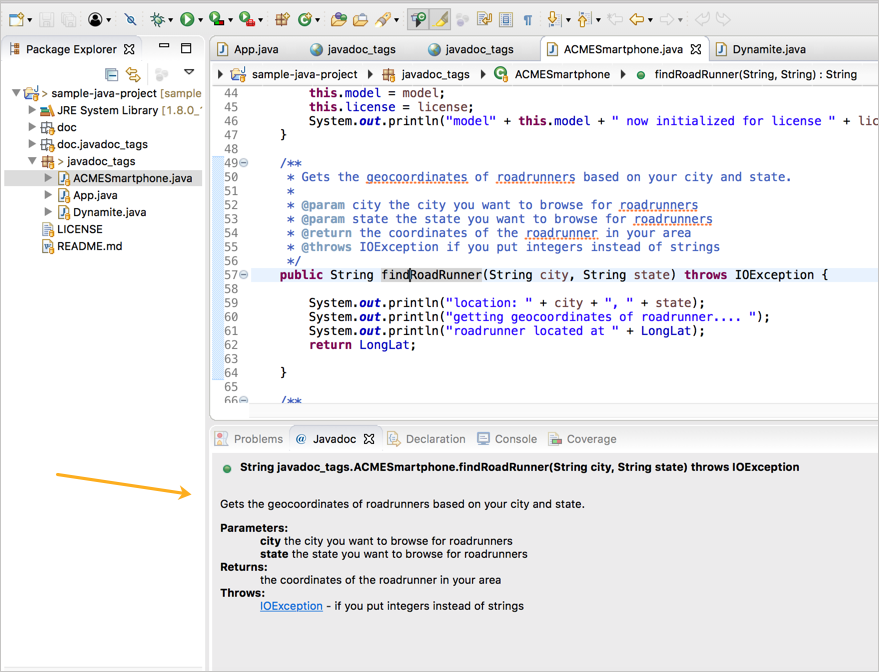 Package Explorer
App.java
javadoc_tags
javadoc_tags
ACMESmartphone.java
Dynamite.java
sample-java-project
javadoc_tags
ACMESmartphone
findRoadRunner(String, String) : String
> sample-java-project [sample
JRE System Library [1.8.0_
doc
doc.javadoc_tags
> javadoc_tags
ACMESmartphone.java
App.java
Dynamite.java
LICENSE
README.md
44 this.model = model;
45 this.license = license;
46 System.out.println("model" + this.model + " now initialized for license " + lic
47 }
48
49 /**
50 * Gets the geocoordinates of roadrunners based on your city and state.
51 *
52 * @param city the city you want to browse for roadrunners
53 * @param state the state you want to browse for roadrunners
54 * @return the coordinates of the roadrunner in your area
55 * @throws IOException if you put integers instead of strings
56 */
57 public String findRoadRunner(String city, String state) throws IOException {
58
59 System.out.println("location: " + city + ", " + state);
60 System.out.println("getting geocoordinates of roadrunner.... ");
61 System.out.println("roadrunner located at " + LongLat);
62 return LongLat;
63
64 }
65
66 /**
Problems
@ Javadoc
Declaration
Console
Coverage
String javadoc_tags.ACMESmartphone.findRoadRunner(String city, String state) throws IOException
Gets the geocoordinates of roadrunners based on your city and state.
Parameters:
city the city you want to browse for roadrunners
state the state you want to browse for roadrunners
Returns:
the coordinates of the roadrunner in your area
Throws:
IOException - if you put integers instead of strings